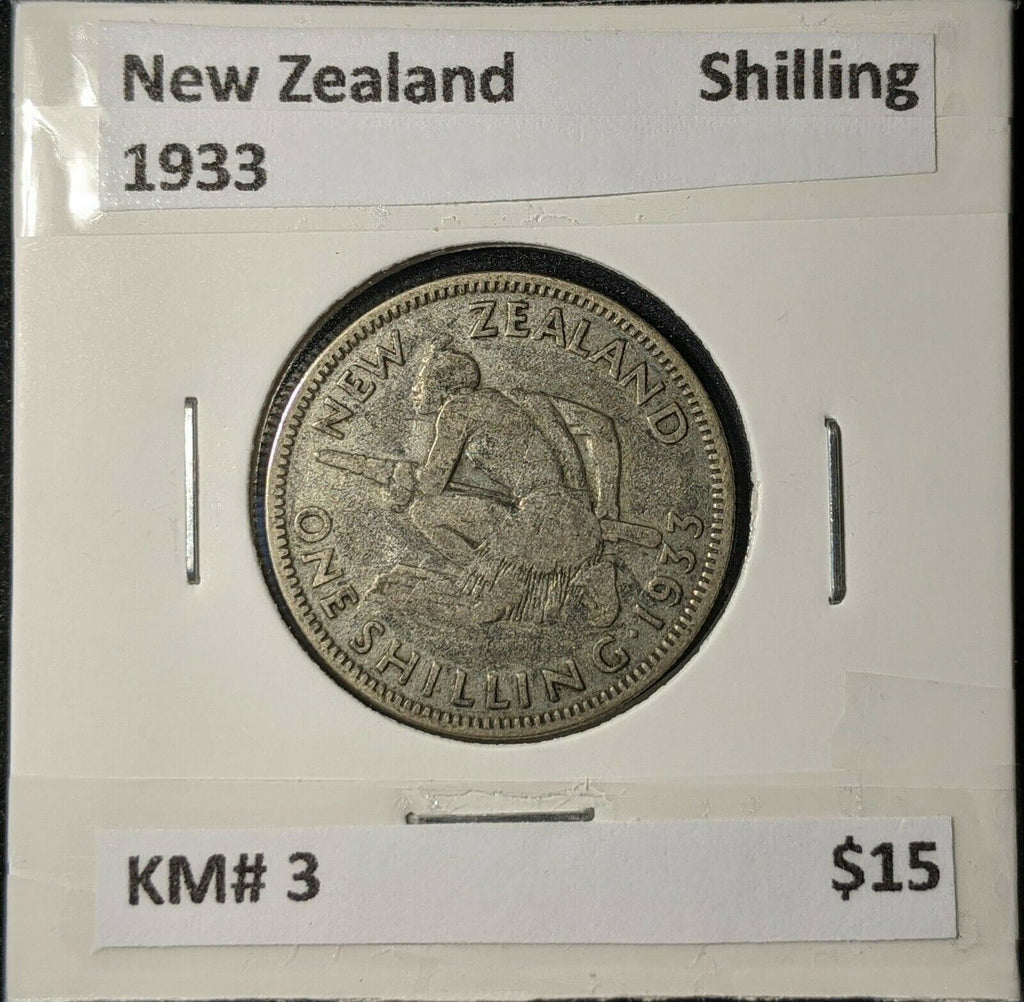 New Zealand Shilling
1933
NEW ZEALAND
ONE SHILLING · 1933
KM# 3 $15